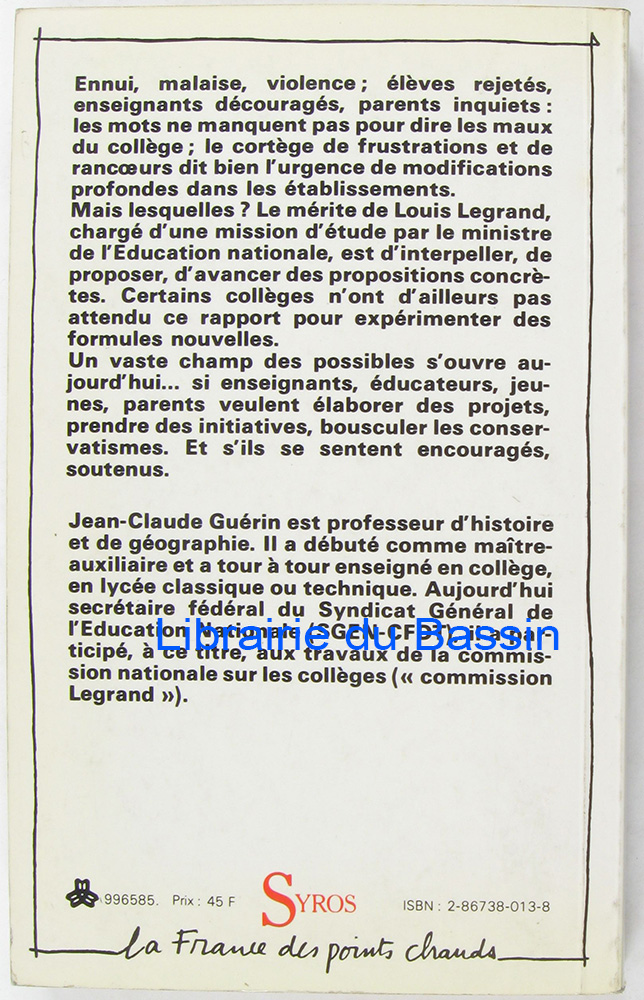 Ennui, malaise, violence ; élèves rejetés,
enseignants découragés, parents inquiets :
les mots ne manquent pas pour dire les maux
du collège ; le cortège de frustrations et de
rancœurs dit bien l'urgence de modifications
profondes dans les établissements.
Mais lesquelles ? Le mérite de Louis Legrand,
chargé d'une mission d'étude par le ministre
de l'Education nationale, est d'interpeller, de
proposer, d'avancer des propositions concrè-
tes. Certains collèges n'ont d'ailleurs pas
attendu ce rapport pour expérimenter des
formules nouvelles.
Un vaste champ des possibles s'ouvre au-
jourd'hui... si enseignants, éducateurs, jeu-
nes, parents veulent élaborer des projets,
prendre des initiatives, bousculer les conser-
vatismes. Et s'ils se sentent encouragés,
soutenus.
Jean-Claude Guérin est professeur d'histoire
et de géographie. Il a débuté comme maître-
auxiliaire et a tour à tour enseigné en collège,
en lycée classique ou technique. Aujourd'hui
secrétaire fédéral du Syndicat Général de
l'Education Nationale (SGEN-CFDT), il a par-
Librairie du Bassin
ticipé, à ce titre, aux travaux de la commis-
sion nationale sur les collèges (« commission
Legrand »).
996585. Prix : 45 F
SYROS
ISBN : 2-86738-013-8
la France des points chauds